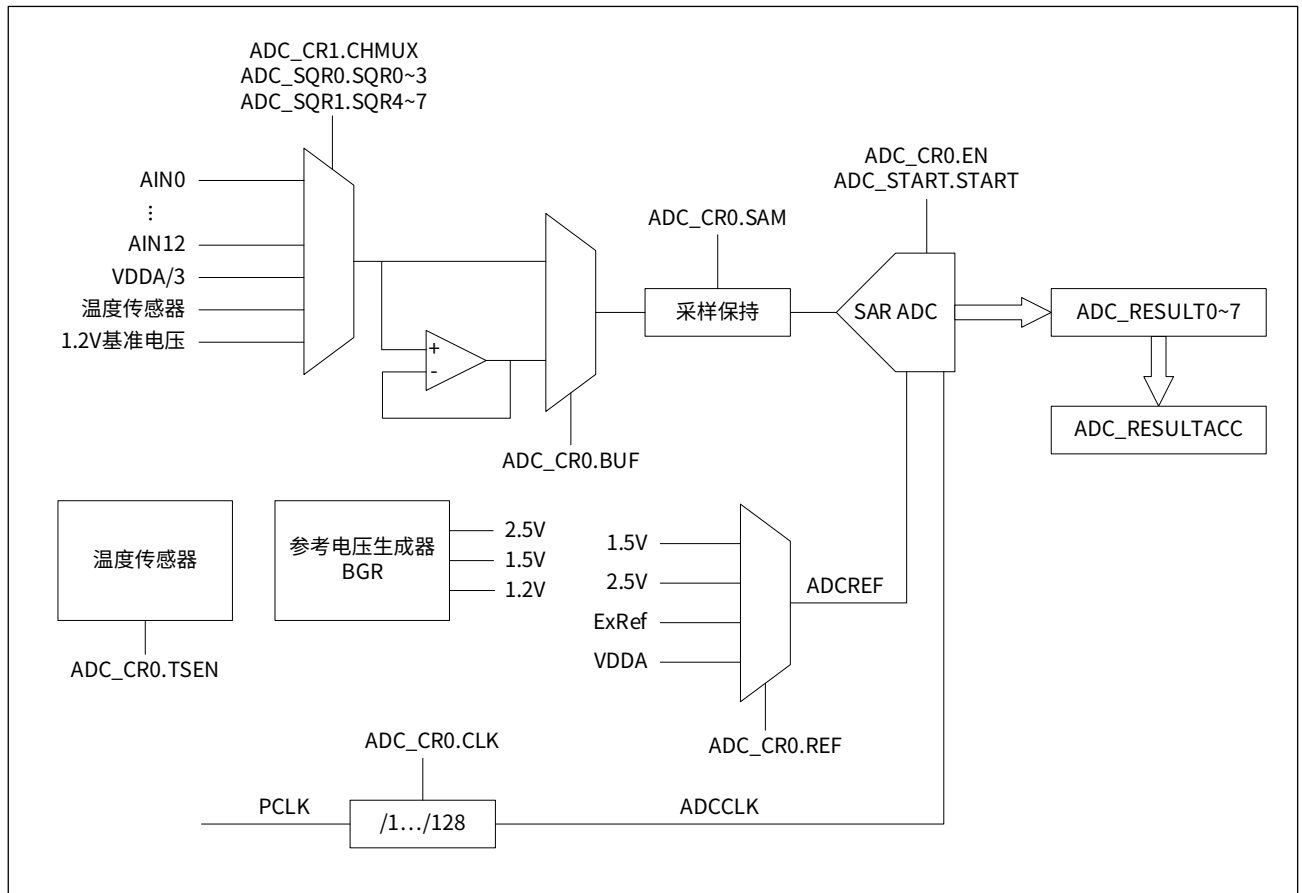 ADC_CR1.CHMUX
ADC_SQR0.SQR0~3
ADC_SQR1.SQR4~7
AIN0
⋮
AIN12
VDDA/3
温度传感器
1.2V基准电压
+
-
ADC_CR0.BUF
ADC_CR0.SAM
采样保持
ADC_CR0.EN
ADC_START.START
SAR ADC
ADC_RESULT0~7
ADC_RESULTACC
温度传感器
ADC_CR0.TSEN
参考电压生成器
BGR
2.5V
1.5V
1.2V
1.5V
2.5V
ExRef
VDDA
ADCREF
ADC_CR0.REF
ADC_CR0.CLK
PCLK
/1…/128
ADCCLK